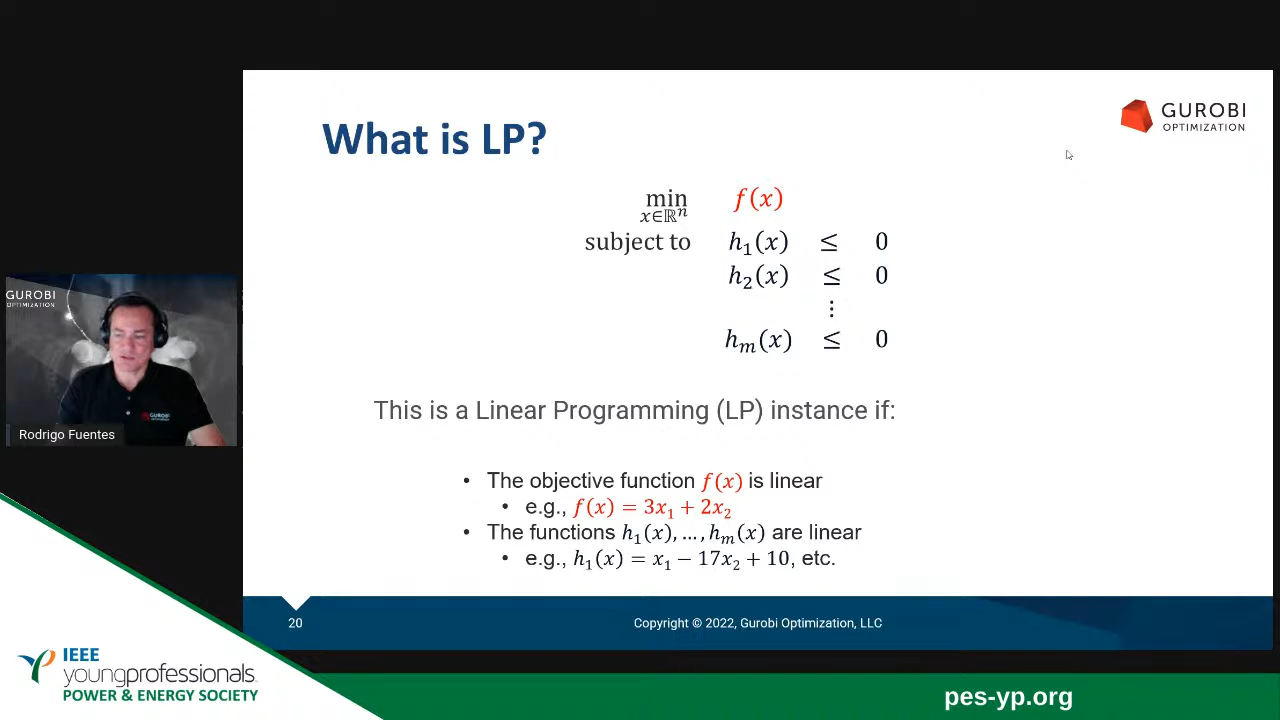 What is LP?
GUROBI
OPTIMIZATION
min f(x)
x∈ℝⁿ
subject to h₁(x) ≤ 0
h₂(x) ≤ 0
⋮
hₘ(x) ≤ 0
This is a Linear Programming (LP) instance if:
• The objective function f(x) is linear
• e.g., f(x) = 3x₁ + 2x₂
• The functions h₁(x), …, hₘ(x) are linear
• e.g., h₁(x) = x₁ − 17x₂ + 10, etc.
20
Copyright © 2022, Gurobi Optimization, LLC
GUROBI
OPTIMIZATION
Rodrigo Fuentes
IEEE
youngprofessionals
POWER & ENERGY SOCIETY
pes-yp.org